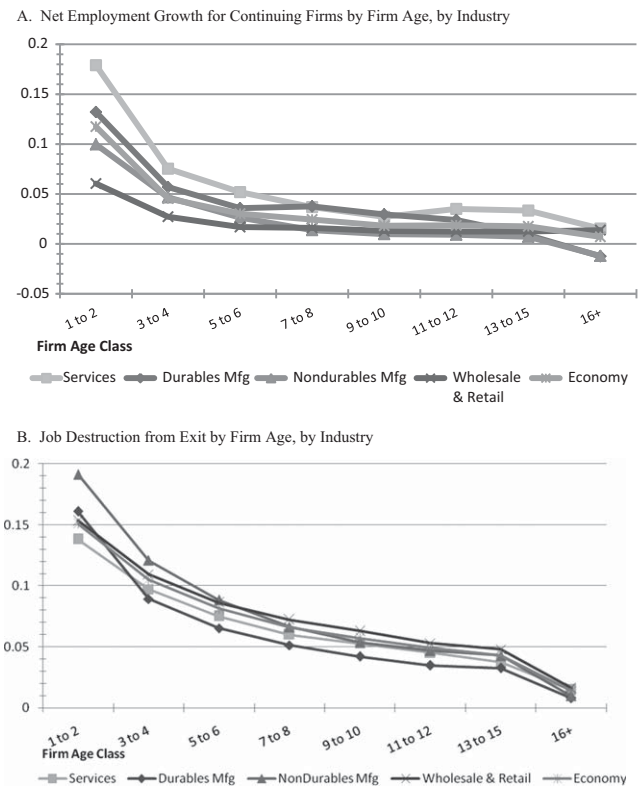 A. Net Employment Growth for Continuing Firms by Firm Age, by Industry
0.2
0.15
0.1
0.05
0
-0.05
1 to 2 3 to 4 5 to 6 7 to 8 9 to 10 11 to 12 13 to 15 16+
Firm Age Class
Services Durables Mfg Nondurables Mfg Wholesale Economy
& Retail
B. Job Destruction from Exit by Firm Age, by Industry
0.2
0.15
0.1
0.05
0
1 to 2 3 to 4 5 to 6 7 to 8 9 to 10 11 to 12 13 to 15 16+
Firm Age Class
Services Durables Mfg NonDurables Mfg Wholesale & Retail Economy